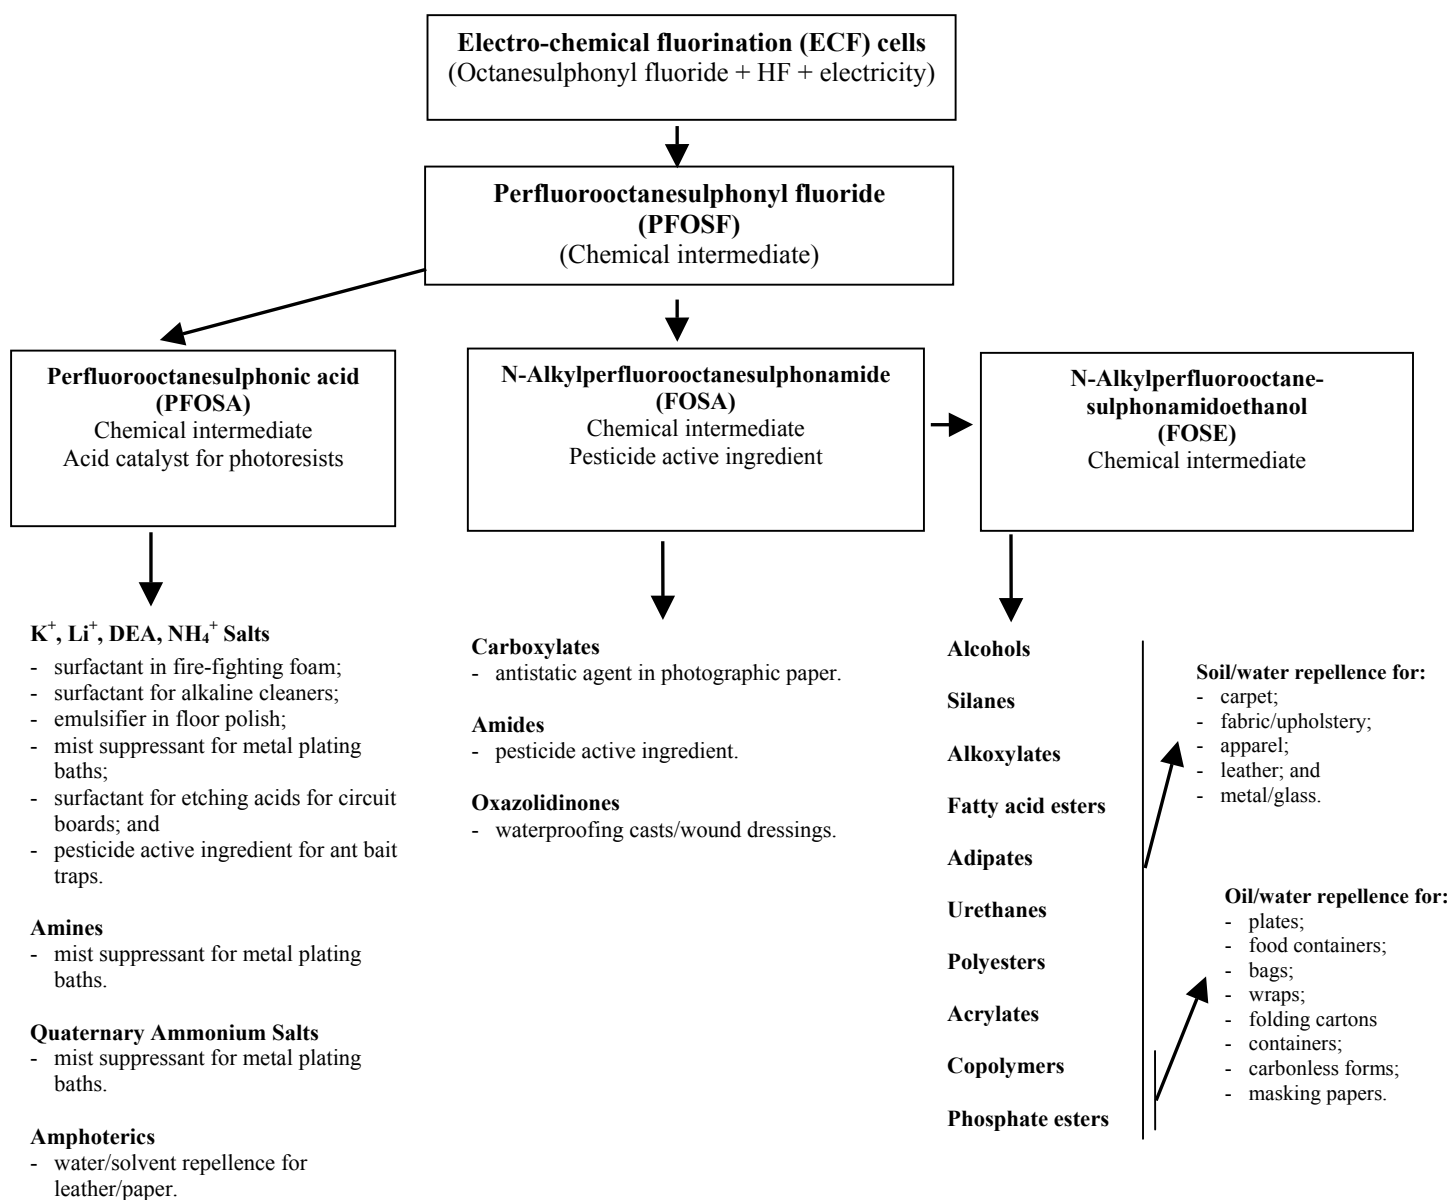 Electro-chemical fluorination (ECF) cells
(Octanesulphonyl fluoride + HF + electricity)
Perfluorooctanesulphonyl fluoride
(PFOSF)
(Chemical intermediate)
Perfluorooctanesulphonic acid
(PFOSA)
Chemical intermediate
Acid catalyst for photoresists
N-Alkylperfluorooctanesulphonamide
(FOSA)
Chemical intermediate
Pesticide active ingredient
N-Alkylperfluorooctane-
sulphonamidoethanol
(FOSE)
Chemical intermediate
K⁺, Li⁺, DEA, NH₄⁺ Salts
- surfactant in fire-fighting foam;
- surfactant for alkaline cleaners;
- emulsifier in floor polish;
- mist suppressant for metal plating
baths;
- surfactant for etching acids for circuit
boards; and
- pesticide active ingredient for ant bait
traps.
Amines
- mist suppressant for metal plating
baths.
Quaternary Ammonium Salts
- mist suppressant for metal plating
baths.
Amphoterics
- water/solvent repellence for
leather/paper.
Carboxylates
- antistatic agent in photographic paper.
Amides
- pesticide active ingredient.
Oxazolidinones
- waterproofing casts/wound dressings.
Alcohols
Silanes
Alkoxylates
Fatty acid esters
Adipates
Urethanes
Polyesters
Acrylates
Copolymers
Phosphate esters
Soil/water repellence for:
- carpet;
- fabric/upholstery;
- apparel;
- leather; and
- metal/glass.
Oil/water repellence for:
- plates;
- food containers;
- bags;
- wraps;
- folding cartons
- containers;
- carbonless forms;
- masking papers.